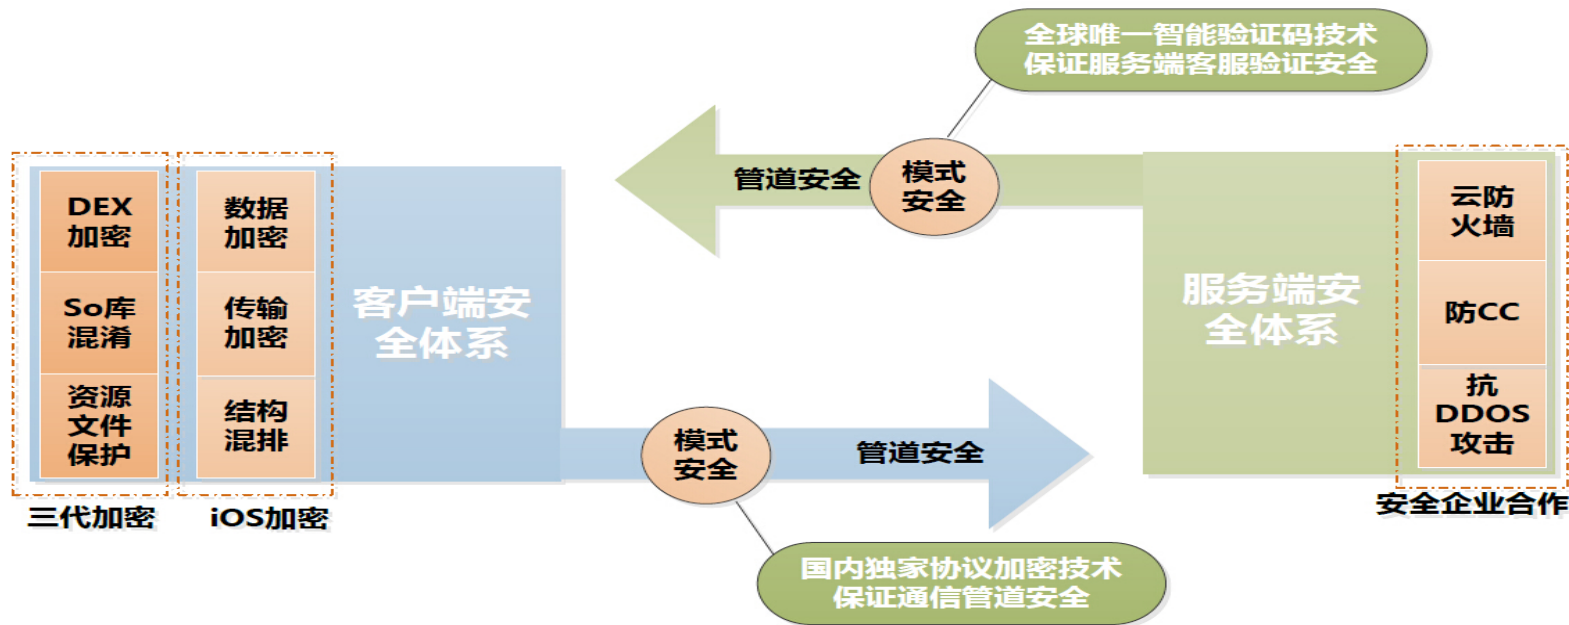 全球唯一智能验证码技术
保证服务端客服验证安全
管道安全
模式
安全
DEX
加密
So库
混淆
资源
文件
保护
三代加密
数据
加密
传输
加密
结构
混排
iOS加密
客户端安
全体系
服务端安
全体系
云防
火墙
防CC
抗
DDOS
攻击
安全企业合作
模式
安全
管道安全
国内独家协议加密技术
保证通信管道安全